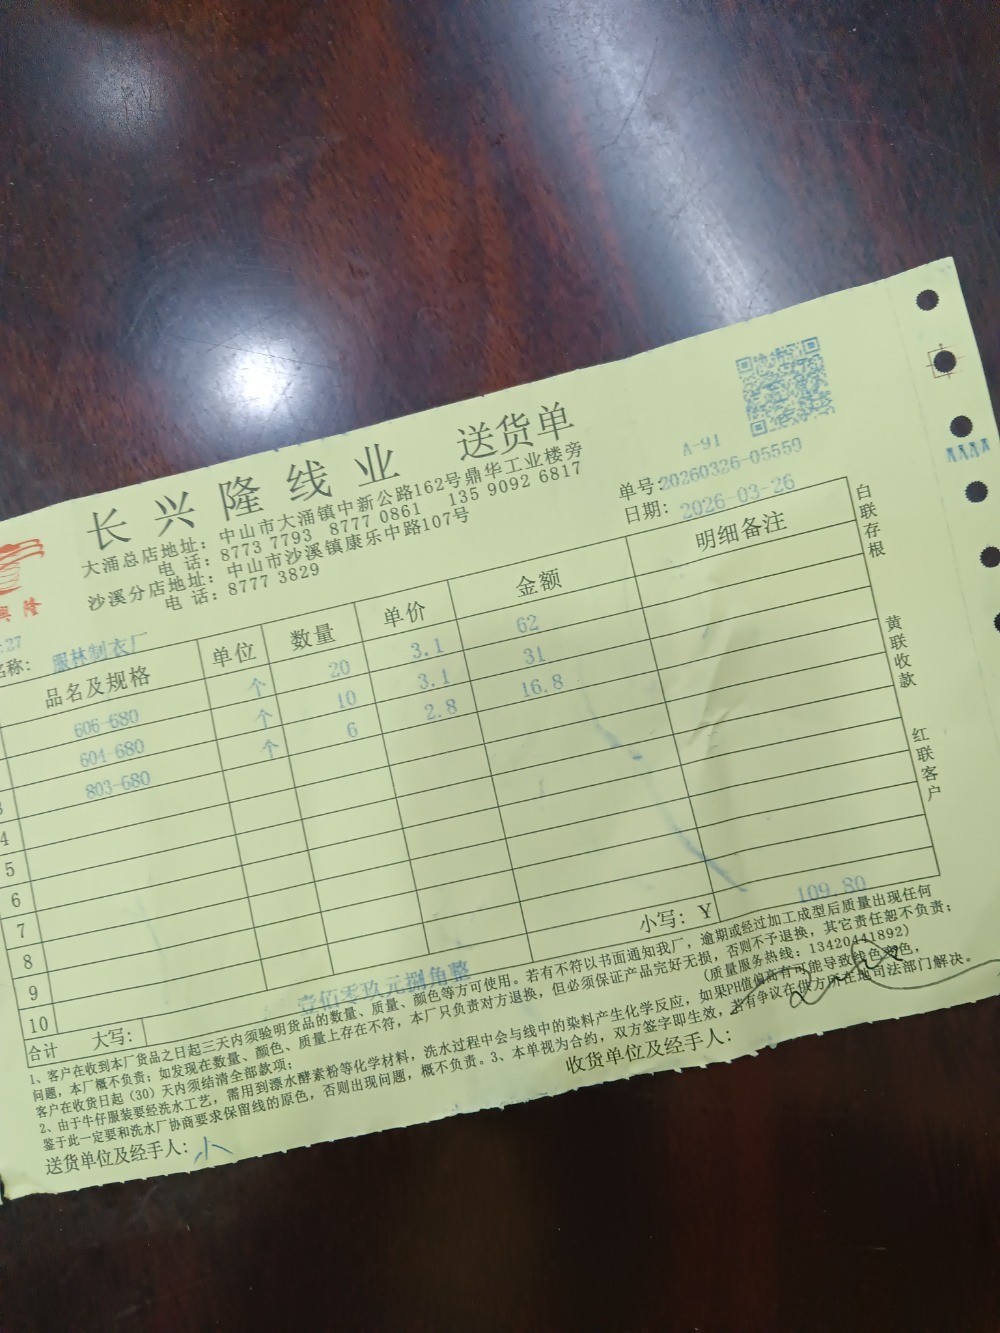 长兴隆线业 送货单
A-91
大涌总店地址：中山市大涌镇中新公路162号鼎华工业楼旁
电 话：8773 7793 8777 0861 135 9092 6817
沙溪分店地址：中山市沙溪镇康乐中路107号
电 话：8777 3829
单号：20260326-05559
日期：2026-03-26
兴隆
:27
名称：服林制衣厂
品名及规格 单位 数量 单价 金额 明细备注
606-680 个 20 3.1 62
604-680 个 10 3.1 31
3 803-680 个 6 2.8 16.8
4
5
6
7
8
9
10
合计 大写：壹佰零玖元捌角整 小写：Y 109.80
白联存根
黄联收款
红联客户
1、客户在收到本厂货品之日起三天内须验明货品的数量、质量、颜色等方可使用。若有不符以书面通知我厂，逾期或经过加工成型后质量出现任何
问题，本厂概不负责；如发现在数量、颜色、质量上存在不符，本厂只负责对方退换，但必须保证产品完好无损，否则不予退换，其它责任恕不负责；
客户在收货日起（30）天内须结清全部款项； （质量服务热线：13420441892）
2、由于牛仔服装要经洗水工艺，需用到漂水酵素粉等化学材料，洗水过程中会与线中的染料产生化学反应，如果PH值偏高有可能导致线色变色，
鉴于此一定要和洗水厂协商要求保留线的原色，否则出现问题，概不负责。3、本单视为合约，双方签字即生效，若有争议在供方所在地司法部门解决。
送货单位及经手人：小 收货单位及经手人：